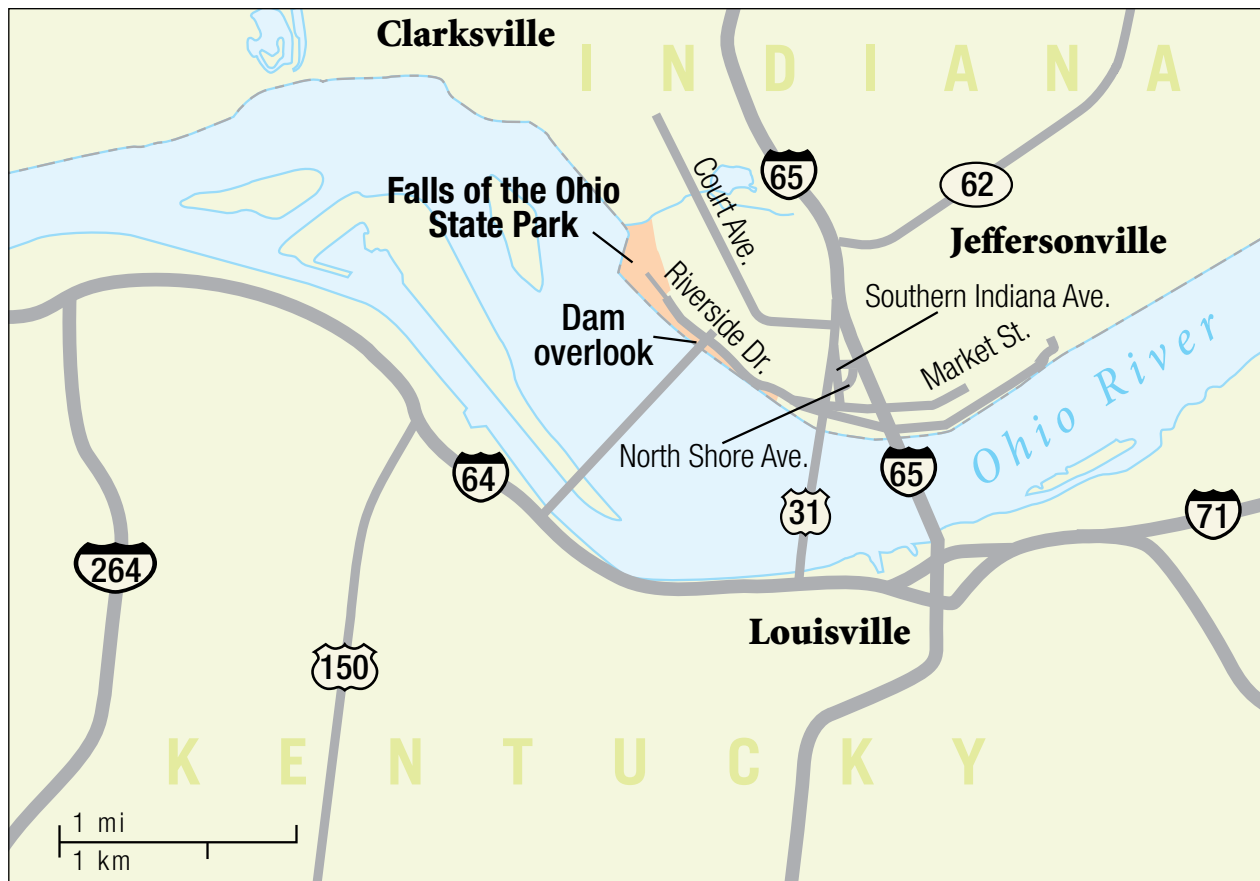 Clarksville
INDIANA
65
Court Ave.
62
Falls of the Ohio
State Park
Jeffersonville
Riverside Dr.
Southern Indiana Ave.
Dam
overlook
Market St.
Ohio River
North Shore Ave.
64
65
31
71
264
Louisville
150
KENTUCKY
1 mi
1 km